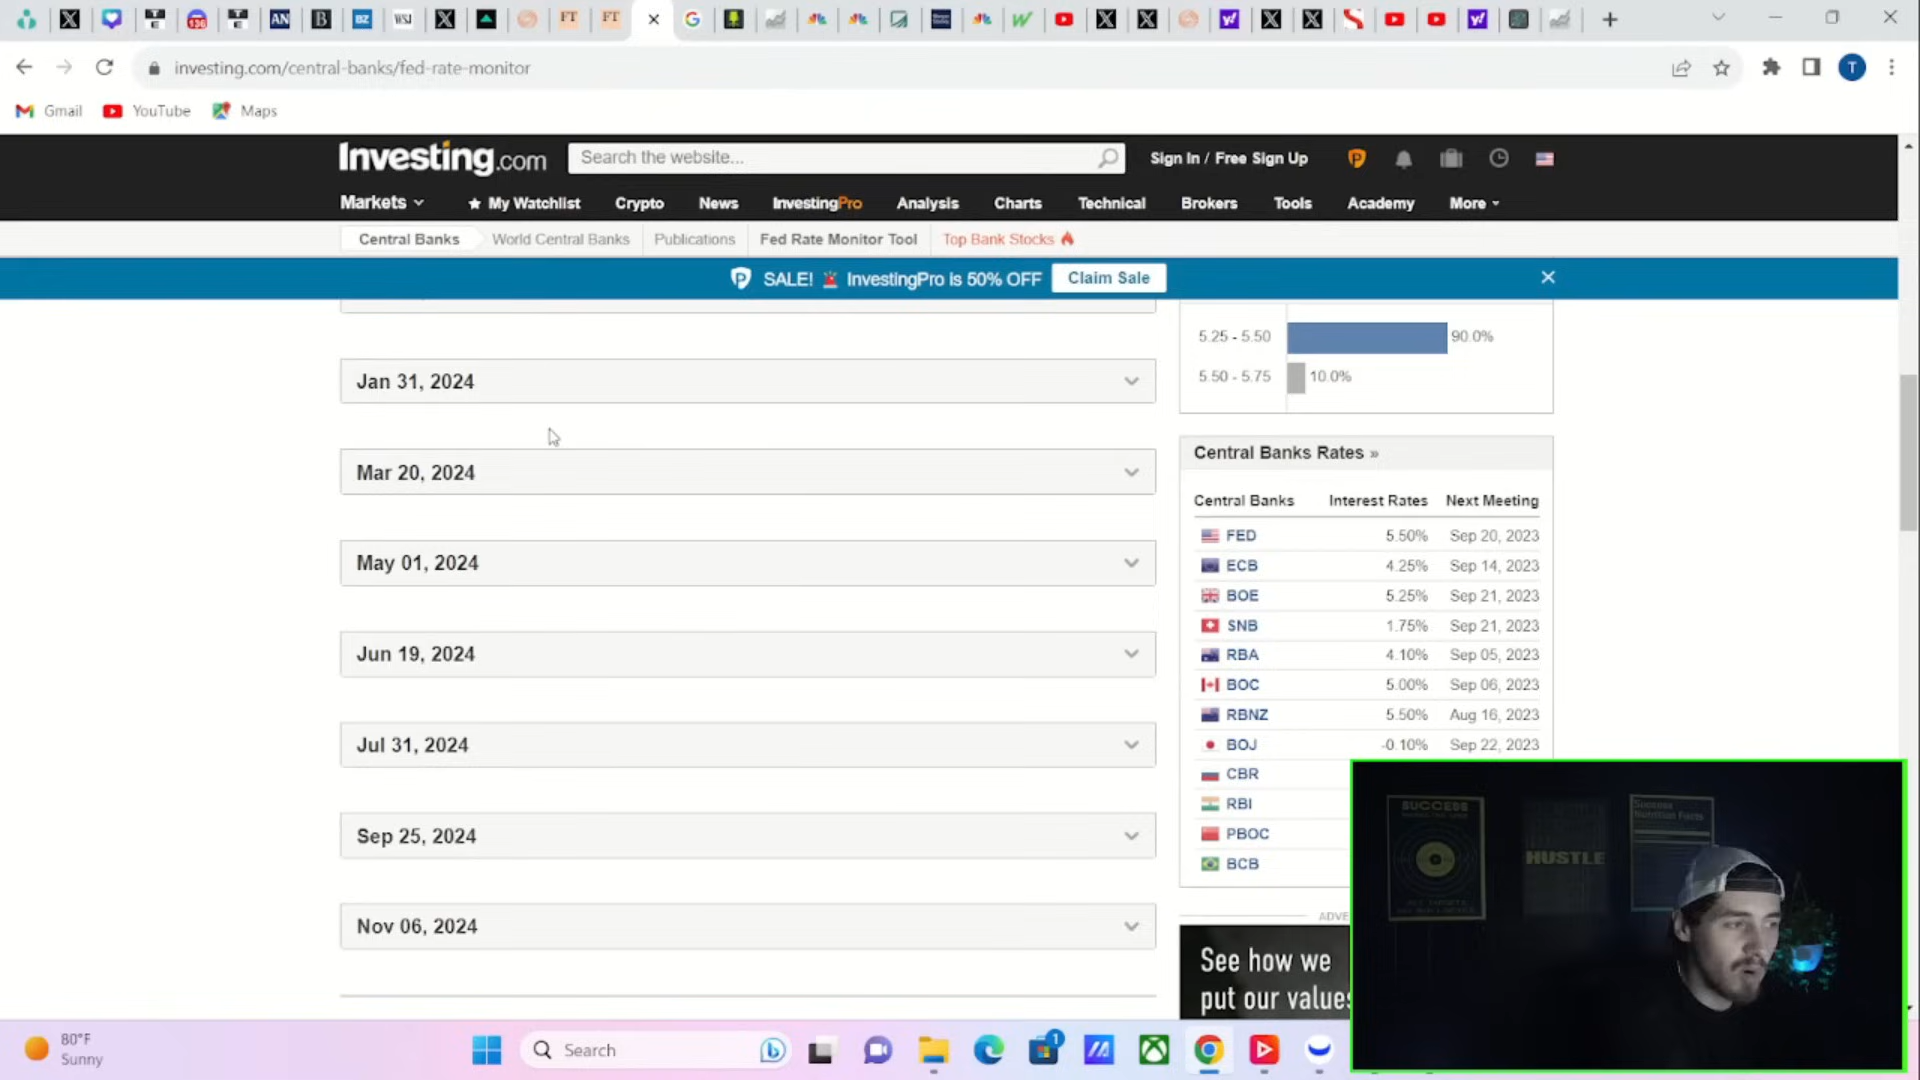 investing.com/central-banks/fed-rate-monitor
T
Gmail
YouTube
Maps
Investing.com
Search the website...
Sign In / Free Sign Up
Markets
My Watchlist
Crypto
News
InvestingPro
Analysis
Charts
Technical
Brokers
Tools
Academy
More
Central Banks
World Central Banks
Publications
Fed Rate Monitor Tool
Top Bank Stocks
SALE! InvestingPro is 50% OFF
Claim Sale
Jan 31, 2024
Mar 20, 2024
May 01, 2024
Jun 19, 2024
Jul 31, 2024
Sep 25, 2024
Nov 06, 2024
5.25 - 5.50 90.0%
5.50 - 5.75 10.0%
Central Banks Rates »
Central Banks Interest Rates Next Meeting
FED 5.50% Sep 20, 2023
ECB 4.25% Sep 14, 2023
BOE 5.25% Sep 21, 2023
SNB 1.75% Sep 21, 2023
RBA 4.10% Sep 05, 2023
BOC 5.00% Sep 06, 2023
RBNZ 5.50% Aug 16, 2023
BOJ -0.10% Sep 22, 2023
CBR
RBI
PBOC
BCB
See how we
put our values
SUCCESS
HUSTLE
Success
Nutrition Facts
80°F
Sunny
Search
1